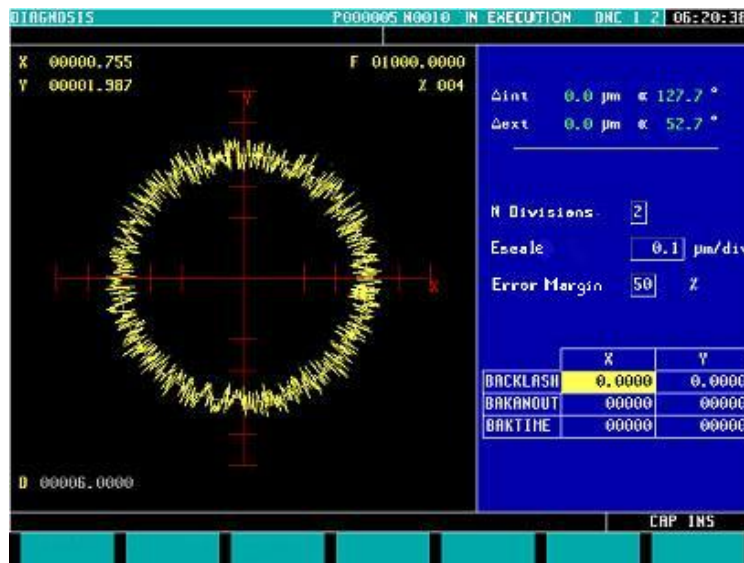 DIAGNOSIS P000005 N0010 IN EXECUTION DNC 1 2 06:20:38
X 00000.755 F 01000.0000
Y 00001.987 % 004
Y
X
D 00006.0000
Δint 0.0 µm ∝ 127.7 °
Δext 0.0 µm ∝ 52.7 °
N Divisions 2
Escale 0.1 µm/div
Error Margin 50 %
X Y
BACKLASH 0.0000 0.0000
BAKANOUT 00000 00000
BAKTIME 00000 00000
CAP INS